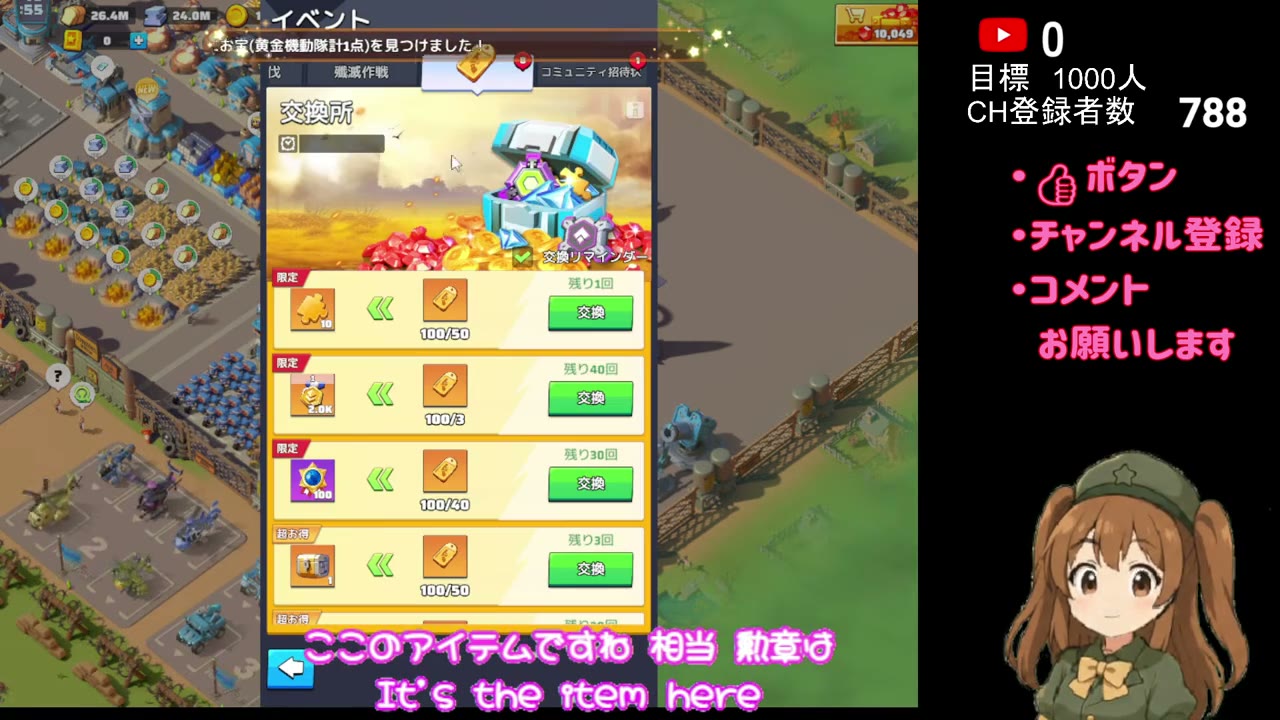 :55
26.4M
24.0M
0
イベント
お宝(黄金機動隊計1点)を見つけました！
伐
殲滅作戦
コミュニティ招待状
交換所
交換リマインダー
NEW
10,049
限定
10
100/50
残り1回
交換
限定
1
2.0K
100/3
残り40回
交換
限定
100
100/40
残り30回
交換
超お得
1
100/50
残り3回
交換
超お得
?
2
3
ここのアイテムですね 相当 勲章は
It's the item here
0
目標 1000人
CH登録者数 788
・ボタン
・チャンネル登録
・コメント
お願いします